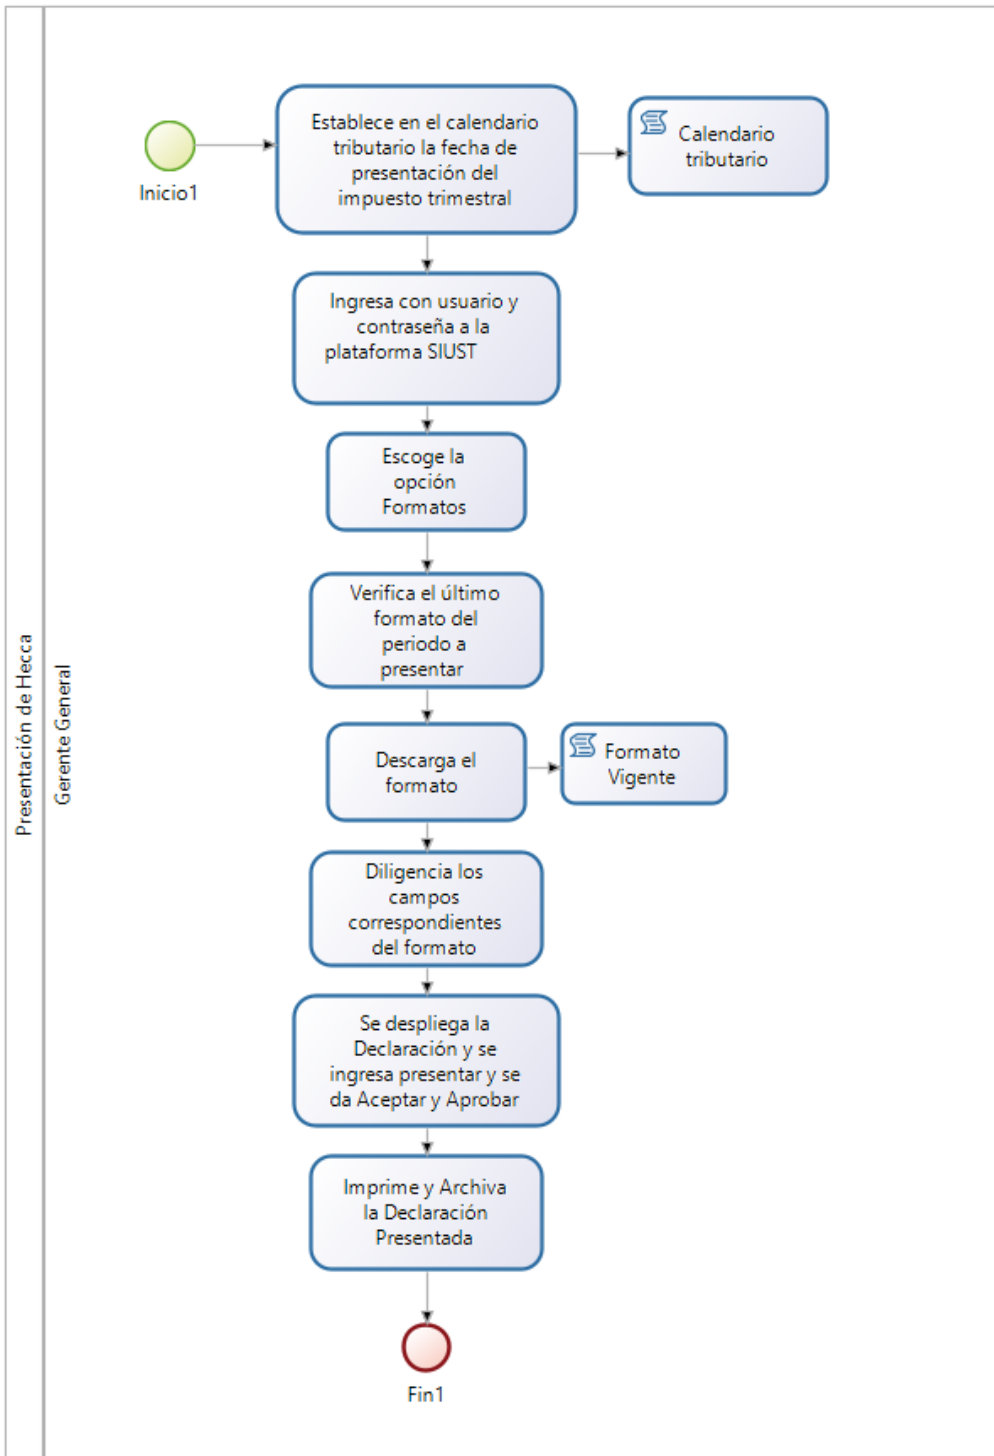 Presentación de Hecca
Gerente General
Inicio1
Establece en el calendario
tributario la fecha de
presentación del
impuesto trimestral
Calendario
tributario
Ingresa con usuario y
contraseña a la
plataforma SIUST
Escoge la
opción
Formatos
Verifica el último
formato del
periodo a
presentar
Descarga el
formato
Formato
Vigente
Diligencia los
campos
correspondientes
del formato
Se despliega la
Declaración y se
ingresa presentar y se
da Aceptar y Aprobar
Imprime y Archiva
la Declaración
Presentada
Fin1